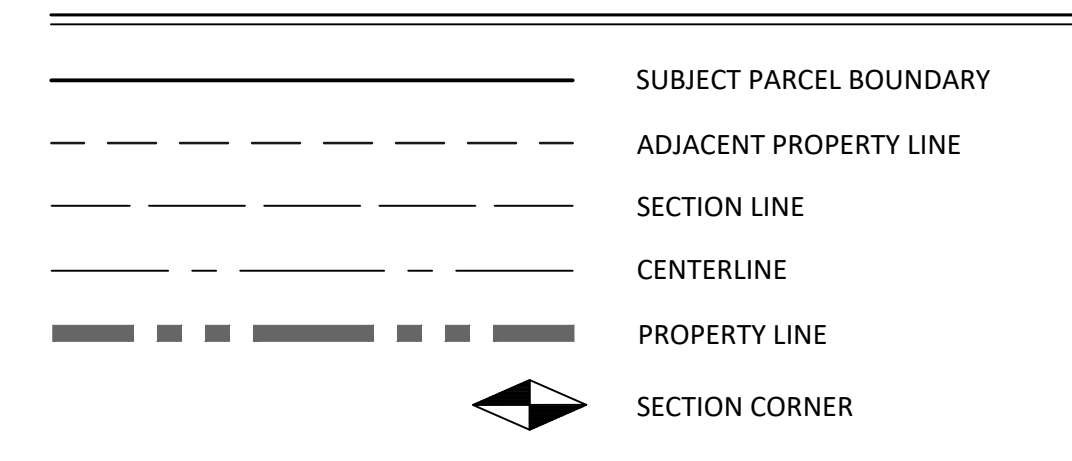 SUBJECT PARCEL BOUNDARY
ADJACENT PROPERTY LINE
SECTION LINE
CENTERLINE
PROPERTY LINE
SECTION CORNER